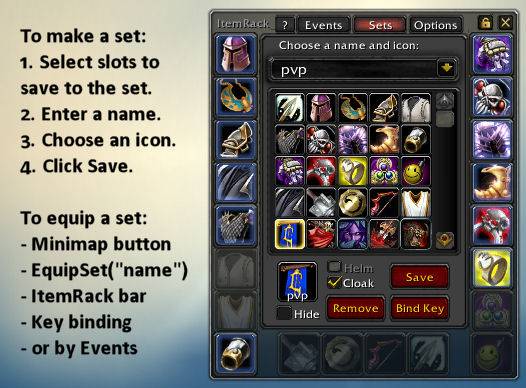 To make a set:
1. Select slots to
save to the set.
2. Enter a name.
3. Choose an icon.
4. Click Save.
To equip a set:
- Minimap button
- EquipSet("name")
- ItemRack bar
- Key binding
- or by Events
ItemRack ? Events Sets Options
Choose a name and icon:
pvp
pvp
Helm
Cloak
Save
Hide
Remove
Bind Key